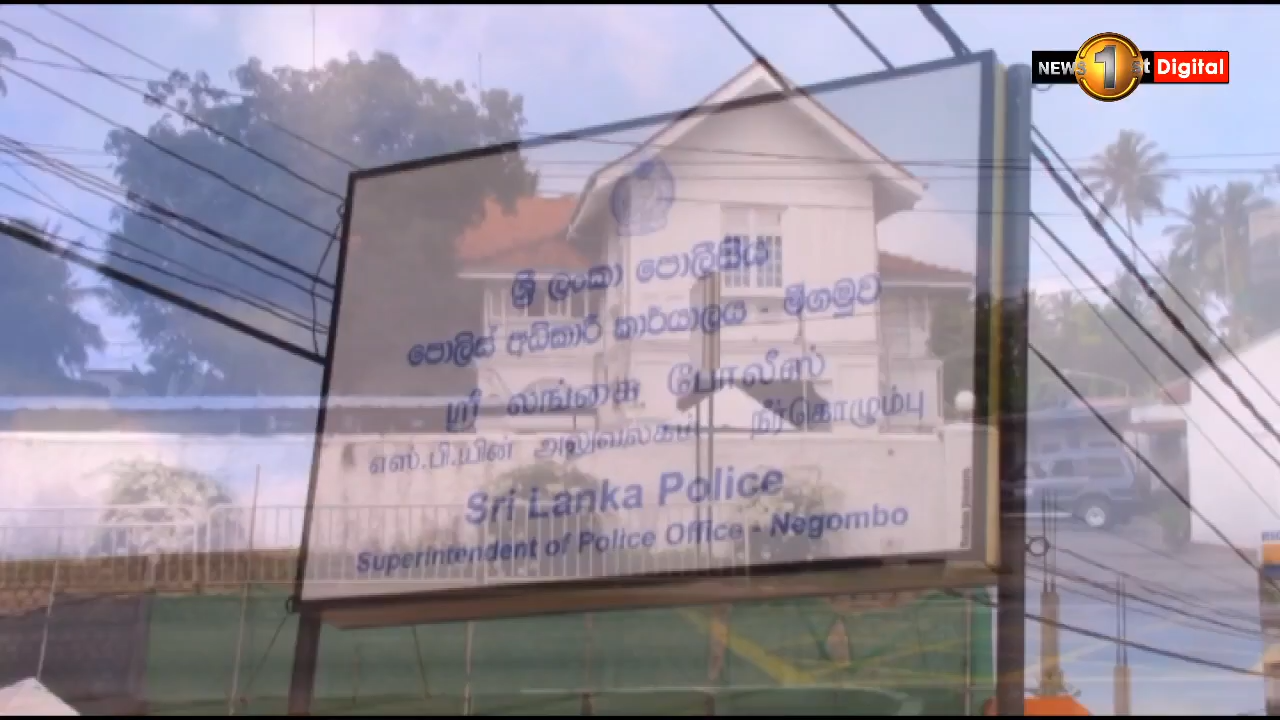 NEWS 1st Digital
ශ්‍රී ලංකා පොලීසිය
පොලිස් අධිකාරී කාර්යාලය - මීගමුව
ஸ்ரீ லங்கை போலீஸ்
எஸ்.பி.யின் அலுவலகம் நீர்கொழும்பு
Sri Lanka Police
Superintendent of Police Office - Negombo